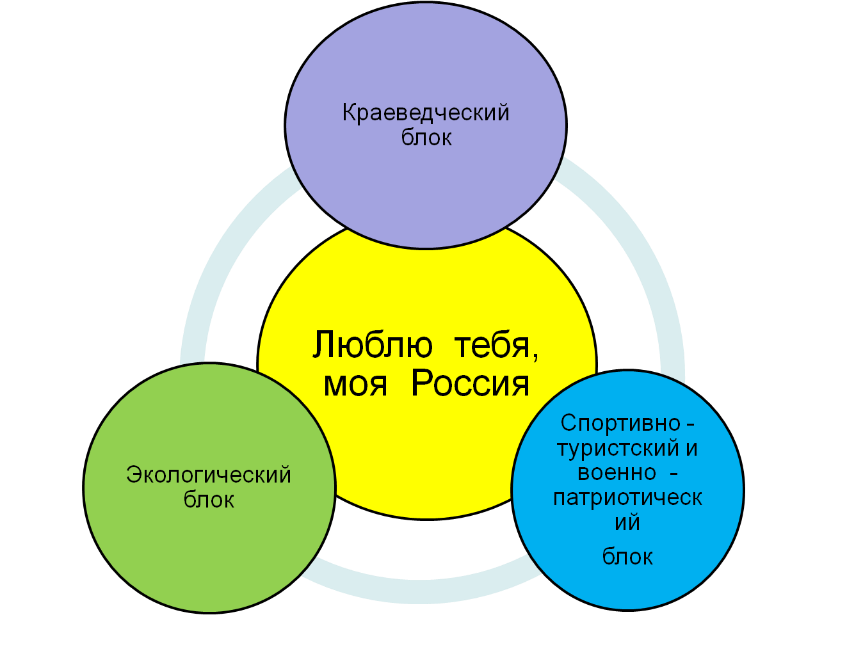 Краеведческий
блок
Люблю  тебя,
моя  Россия
Экологический
блок
Спортивно -
туристский и
военно  -
патриотическ
ий
блок